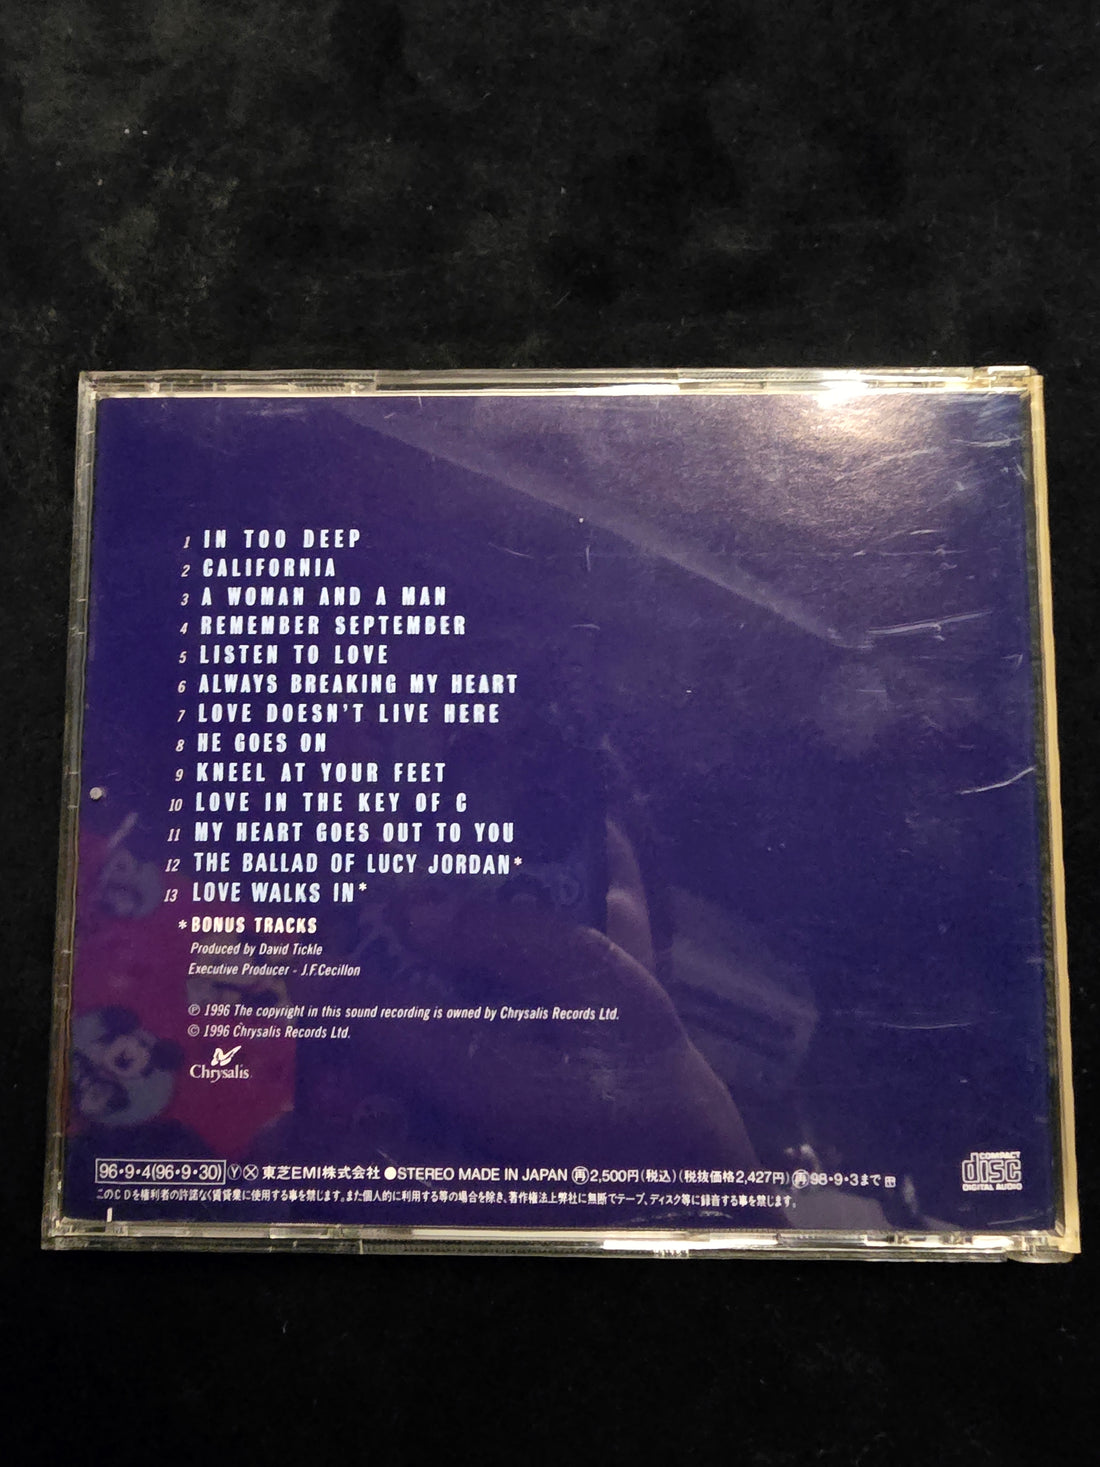 1 IN TOO DEEP
2 CALIFORNIA
3 A WOMAN AND A MAN
4 REMEMBER SEPTEMBER
5 LISTEN TO LOVE
6 ALWAYS BREAKING MY HEART
7 LOVE DOESN'T LIVE HERE
8 HE GOES ON
9 KNEEL AT YOUR FEET
10 LOVE IN THE KEY OF C
11 MY HEART GOES OUT TO YOU
12 THE BALLAD OF LUCY JORDAN*
13 LOVE WALKS IN*
*BONUS TRACKS
Produced by David Tickle
Executive Producer - J.F.Cecillon
℗ 1996 The copyright in this sound recording is owned by Chrysalis Records Ltd.
© 1996 Chrysalis Records Ltd.
Chrysalis
96・9・4(96・9・30) Ⓨ Ⓧ 東芝EMI株式会社 ●STEREO MADE IN JAPAN 再 2,500円(税込)(税抜価格2,427円) 再 98・9・3まで
このCDを権利者の許諾なく賃貸業に使用する事を禁じます。また個人的に利用する等の場合を除き、著作権法上弊社に無断でテープ、ディスク等に録音する事を禁じます。
COMPACT
disc
DIGITAL AUDIO